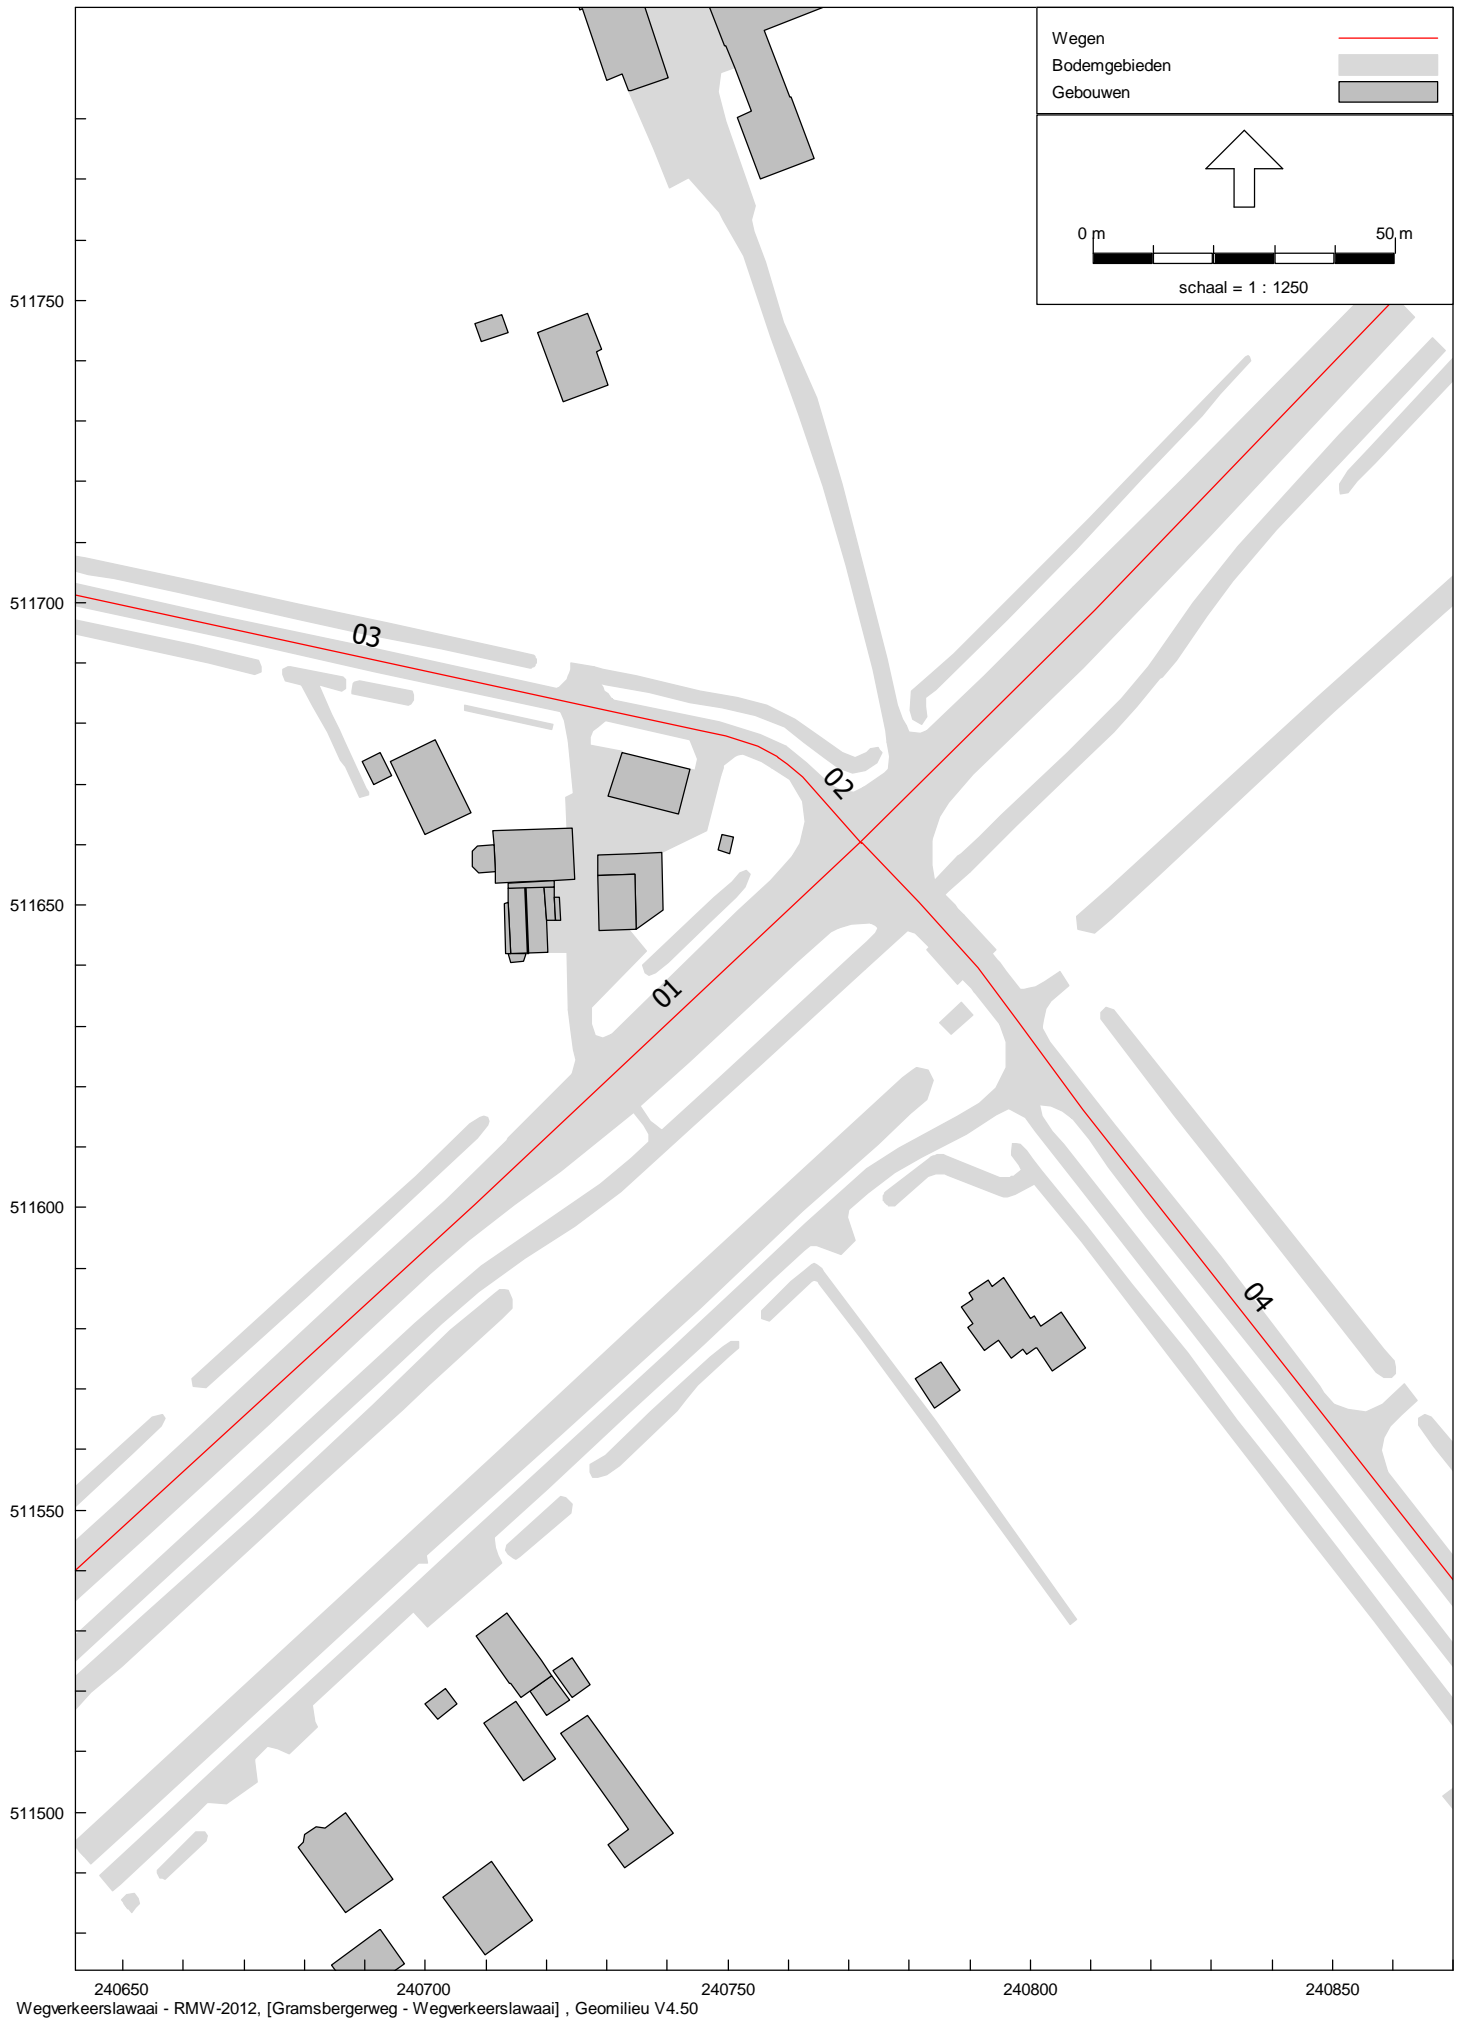 Wegen
Bodemgebieden
Gebouwen
0 m 50 m
schaal = 1 : 1250
511750
511700
03
02
511650
01
511600
04
511550
511500
240650 240700 240750 240800 240850
Wegverkeerslawaai - RMW-2012, [Gramsbergerweg - Wegverkeerslawaai] , Geomilieu V4.50